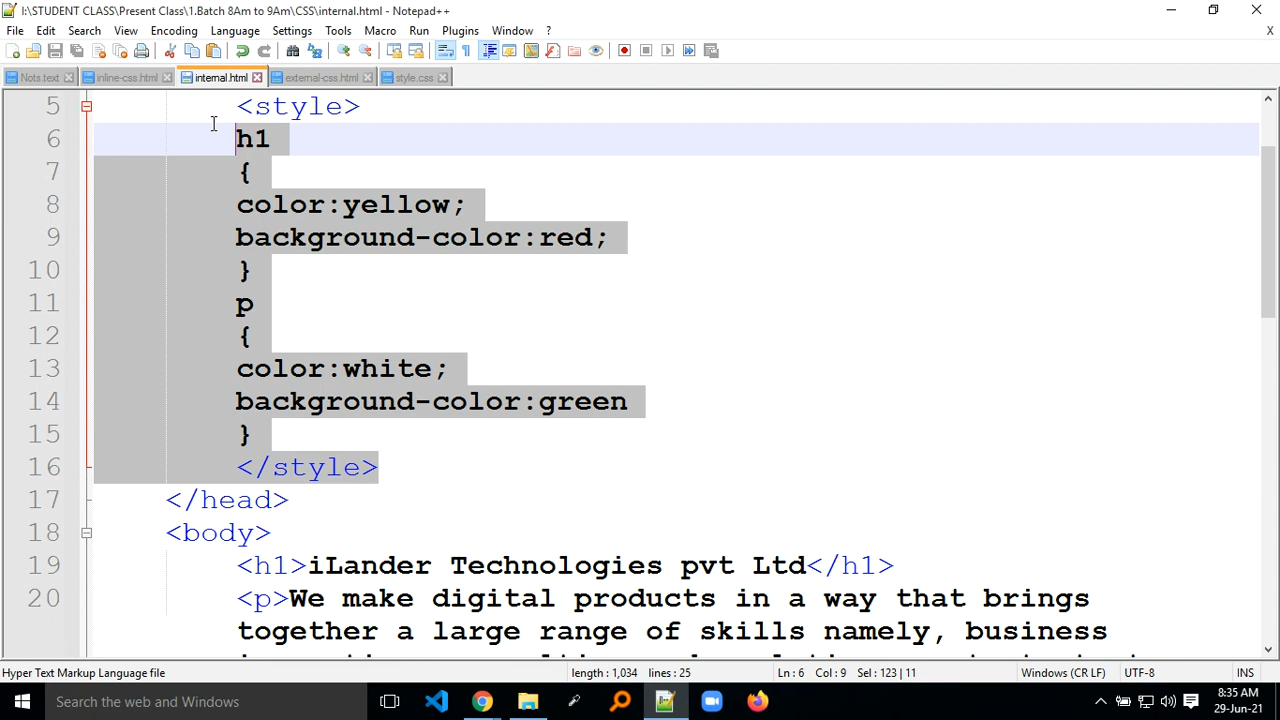 I:\STUDENT CLASS\Present Class\1.Batch 8Am to 9Am\CSS\internal.html - Notepad++
File Edit Search View Encoding Language Settings Tools Macro Run Plugins Window ? X
Nots.text inline-css.html internal.html external-css.html style.css
5 <style>
6 h1
7 {
8 color:yellow;
9 background-color:red;
10 }
11 p
12 {
13 color:white;
14 background-color:green
15 }
16 </style>
17 </head>
18 <body>
19 <h1>iLander Technologies pvt Ltd</h1>
20 <p>We make digital products in a way that brings
together a large range of skills namely, business
Hyper Text Markup Language file length : 1,034 lines : 25 Ln : 6 Col : 9 Sel : 123 | 11 Windows (CR LF) UTF-8 INS
Search the web and Windows 8:35 AM
29-Jun-21